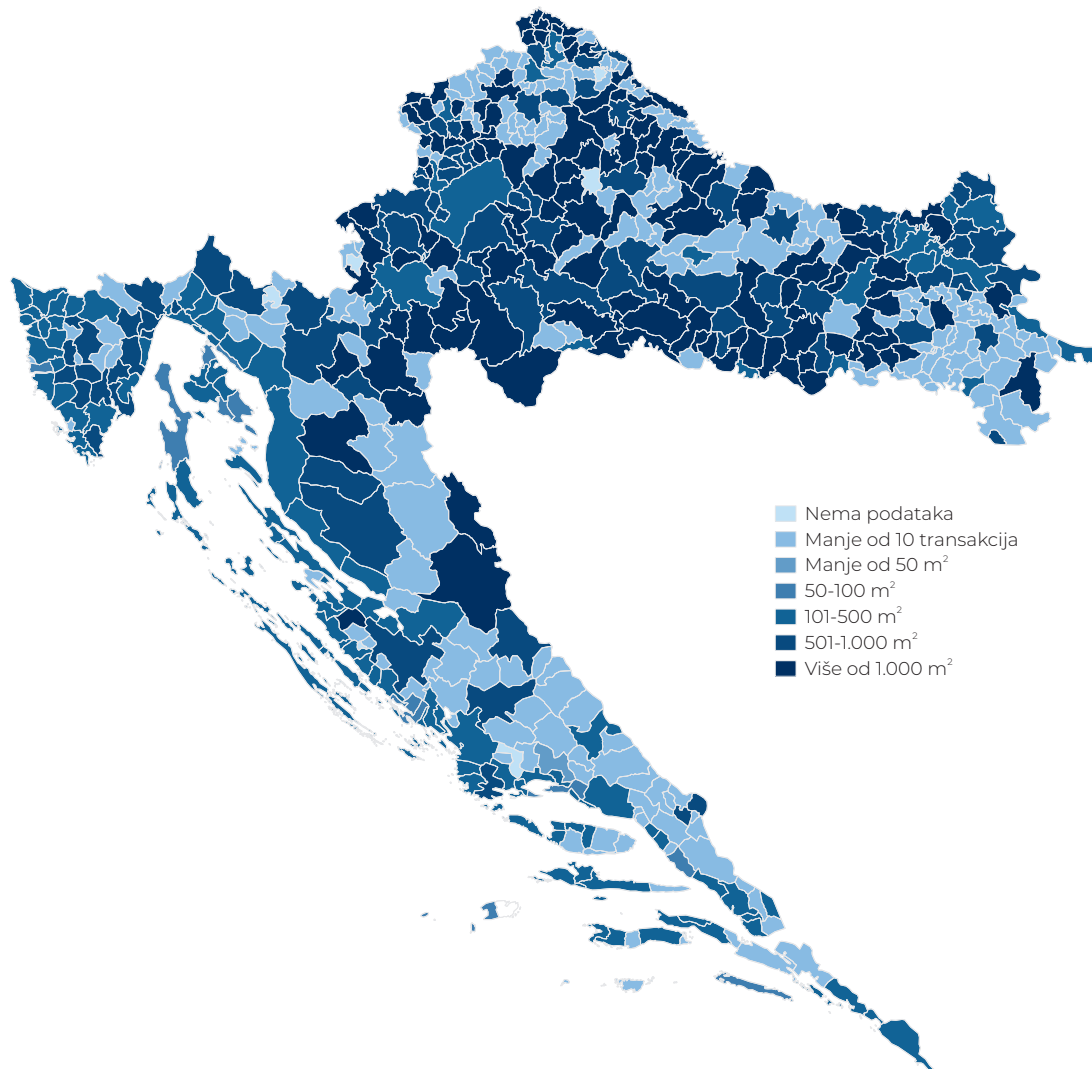 Nema podataka
Manje od 10 transakcija
Manje od 50 m²
50-100 m²
101-500 m²
501-1.000 m²
Više od 1.000 m²